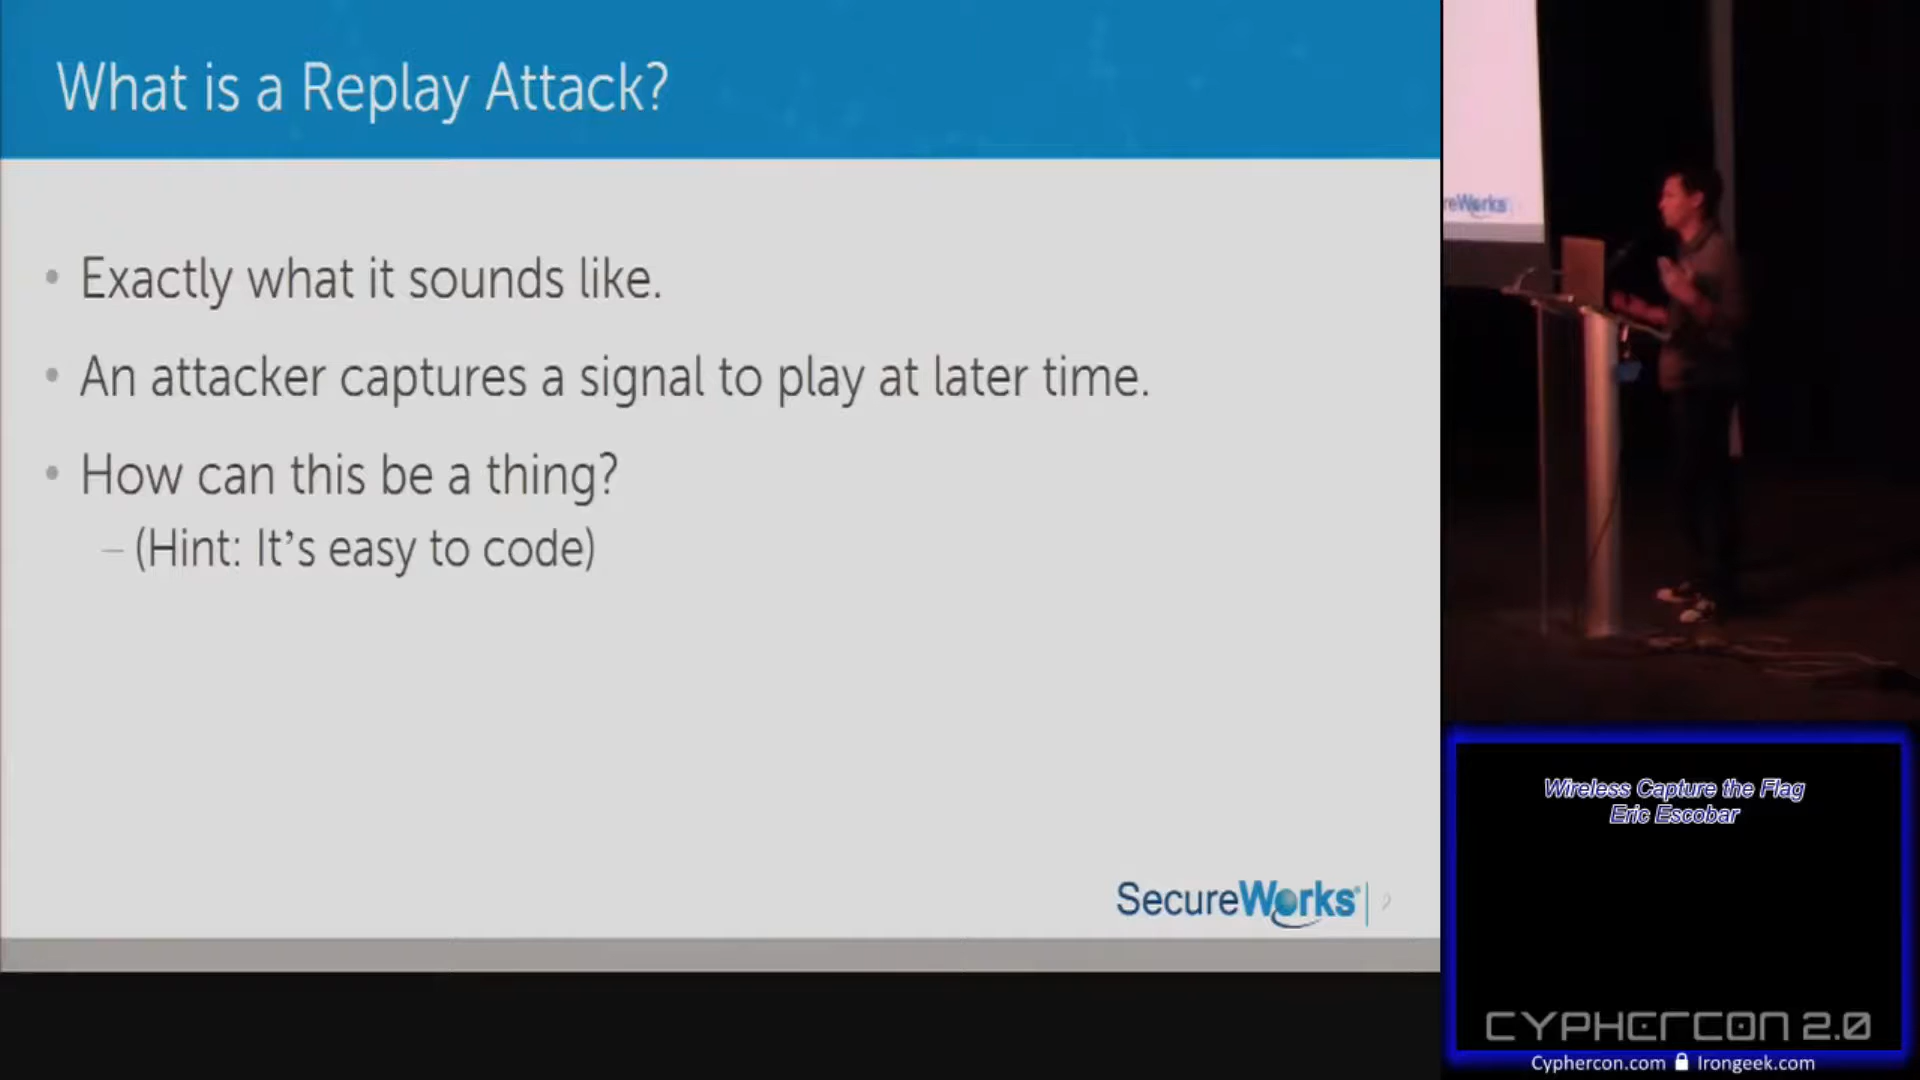 What is a Replay Attack?
• Exactly what it sounds like.
• An attacker captures a signal to play at later time.
• How can this be a thing?
– (Hint: It's easy to code)
SecureWorks
reWorks
Wireless Capture the Flag
Eric Escobar
CYPHERCON 2.0
Cyphercon.com Irongeek.com